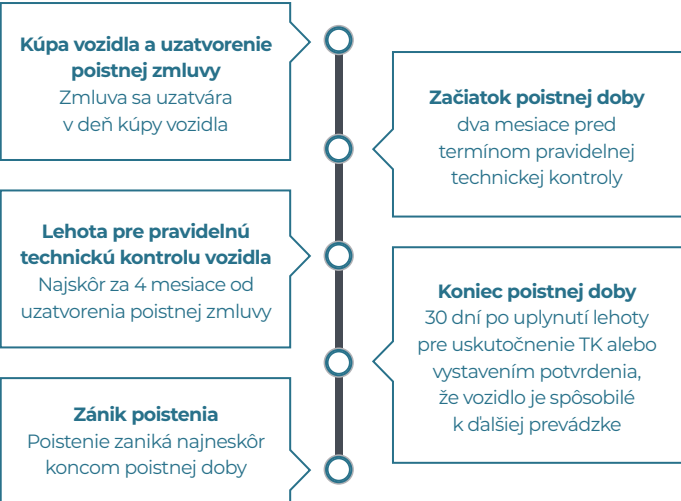 Kúpa vozidla a uzatvorenie
poistnej zmluvy
Zmluva sa uzatvára
v deň kúpy vozidla
Začiatok poistnej doby
dva mesiace pred
termínom pravidelnej
technickej kontroly
Lehota pre pravidelnú
technickú kontrolu vozidla
Najskôr za 4 mesiace od
uzatvorenia poistnej zmluvy
Koniec poistnej doby
30 dní po uplynutí lehoty
pre uskutočnenie TK alebo
vystavením potvrdenia,
že vozidlo je spôsobilé
k ďalšiej prevádzke
Zánik poistenia
Poistenie zaniká najneskôr
koncom poistnej doby